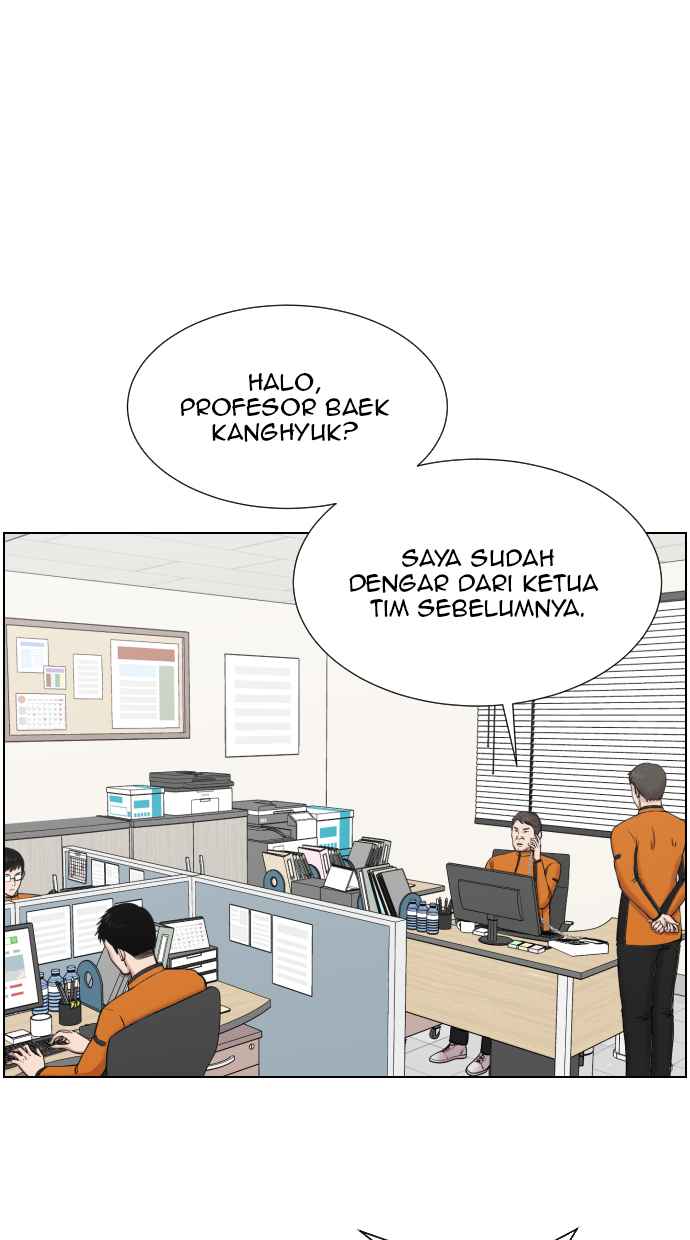 HALO,
PROFESOR BAEK
KANGHYUK?
SAYA SUDAH
DENGAR DARI KETUA
TIM SEBELUMNYA.